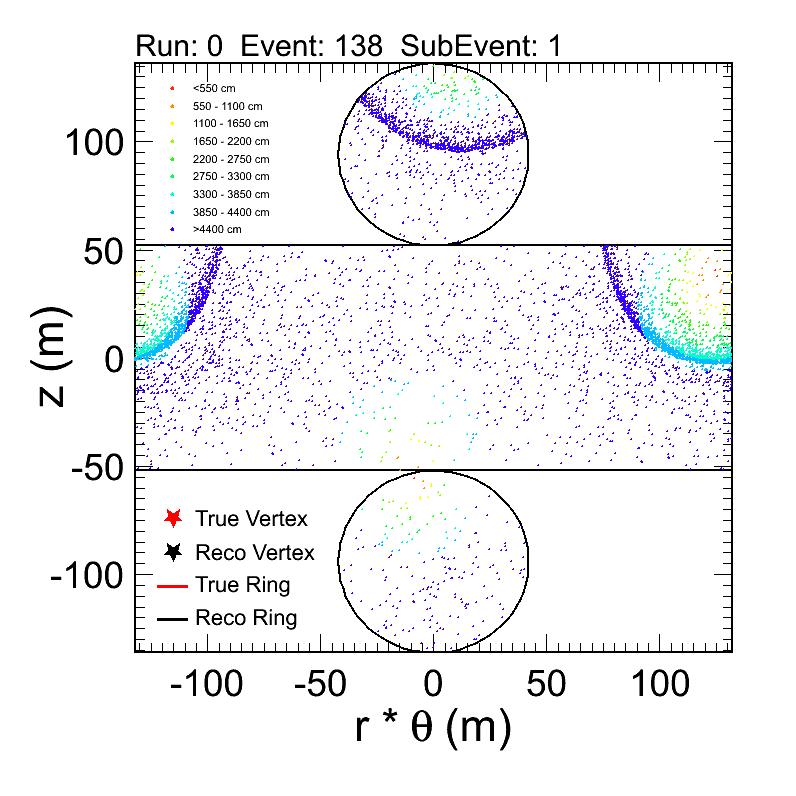 Run: 0  Event: 138  SubEvent: 1
<550 cm
550 - 1100 cm
1100 - 1650 cm
1650 - 2200 cm
2200 - 2750 cm
2750 - 3300 cm
3300 - 3850 cm
3850 - 4400 cm
>4400 cm
100
50
0
-50
-100
z (m)
True Vertex
Reco Vertex
True Ring
Reco Ring
-100 -50 0 50 100
r * θ (m)